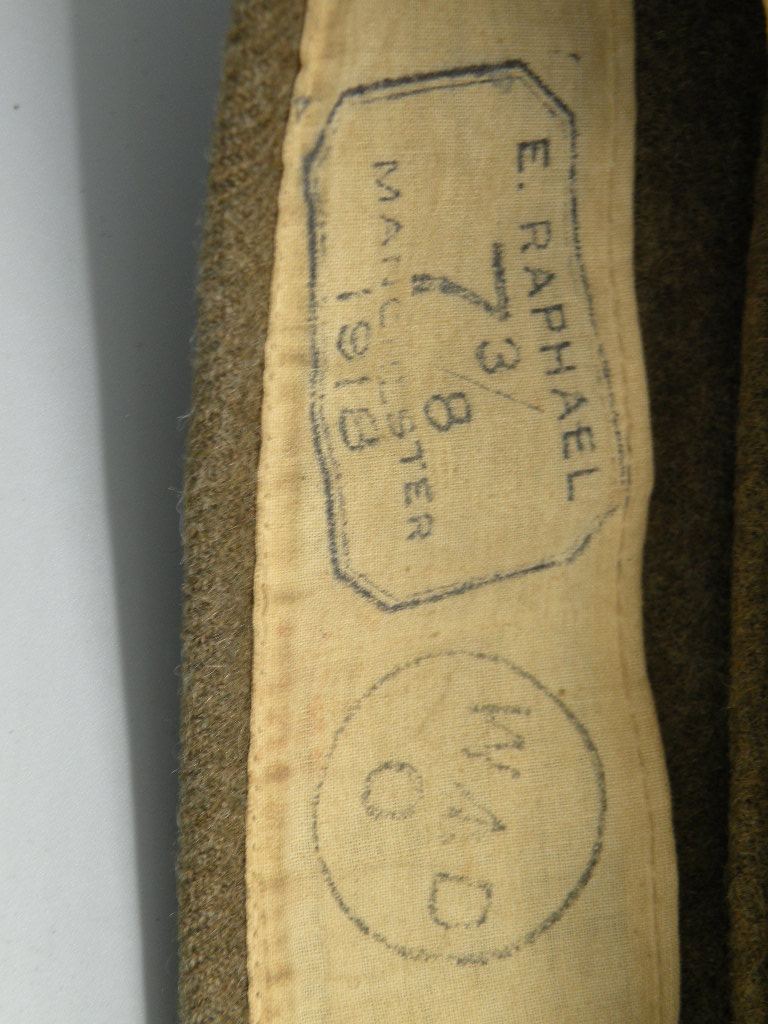 E. RAPHAEL
7 3/8
MANCHESTER
1918
W↑D
O